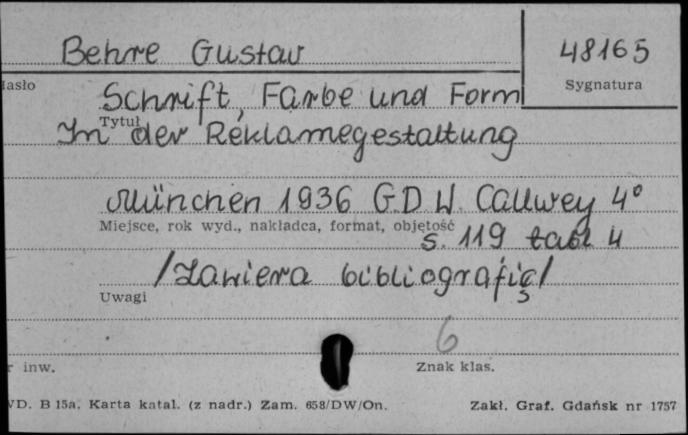 Behre Gustav
48165
Hasło
Sygnatura
Schrift, Farbe und Form
Tytuł
In der Reklamegestaltung
München 1936 G.D.W. Callwey 4°
Miejsce, rok wyd., nakładca, format, objętość
s. 119 tabl 4
/Zawiera bibliografię/
Uwagi
6
r inw.
Znak klas.
WD. B 15a. Karta katal. (z nadr.) Zam. 658/DW/On.
Zakł. Graf. Gdańsk nr 1757